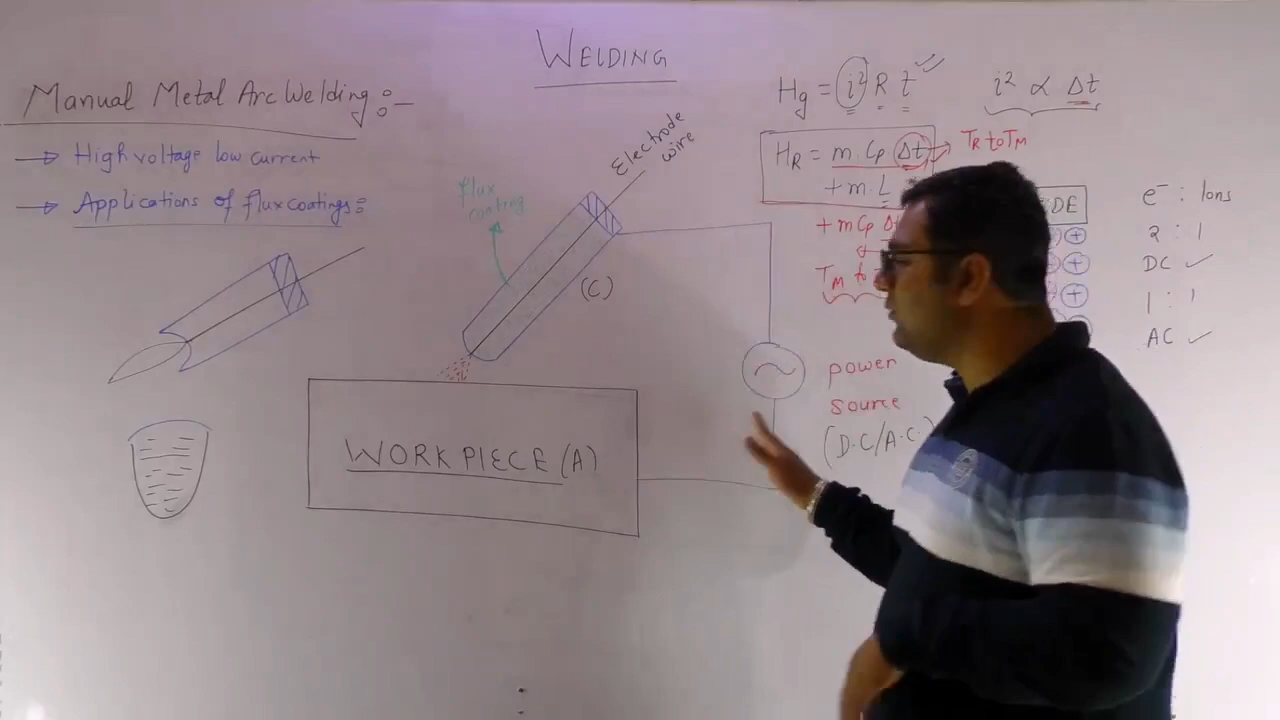 WELDING
Manual Metal Arc Welding :-
→ High voltage low current
→ Applications of flux coatings :
flux coating
Electrode wire
(C)
WORKPIECE (A)
Hg = i² R t
i² ∝ Δt
HR = m. Cp Δt → TR to TM
+ m. L
+ m Cp
TM to
power
source
(D.C/A.C.)
DE
e⁻ : Ions
2 : 1
DC ✓
1 : 1
AC ✓